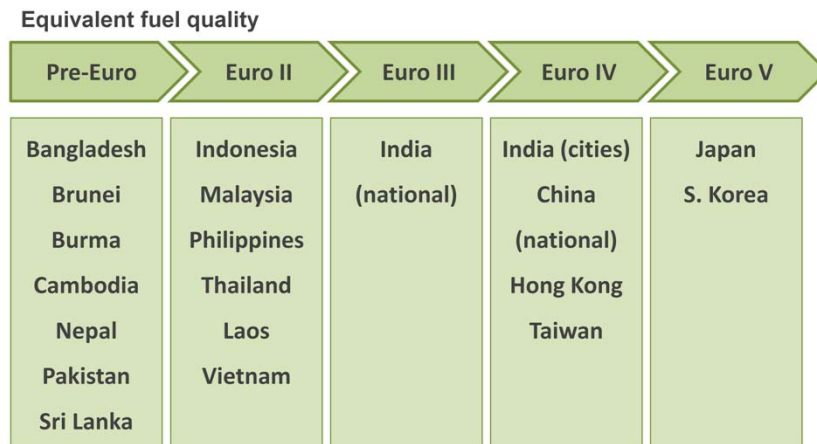 Equivalent fuel quality
Pre-Euro
Euro II
Euro III
Euro IV
Euro V
Bangladesh
Brunei
Burma
Cambodia
Nepal
Pakistan
Sri Lanka
Indonesia
Malaysia
Philippines
Thailand
Laos
Vietnam
India
(national)
India (cities)
China
(national)
Hong Kong
Taiwan
Japan
S. Korea